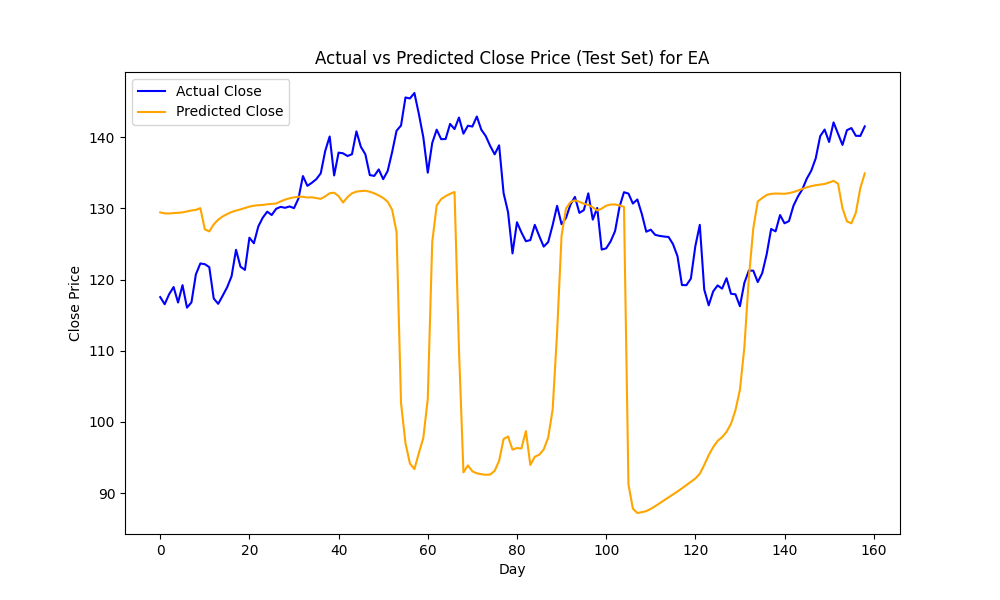 Actual vs Predicted Close Price (Test Set) for EA
Actual Close
Predicted Close
Close Price
140
130
120
110
100
90
0 20 40 60 80 100 120 140 160
Day